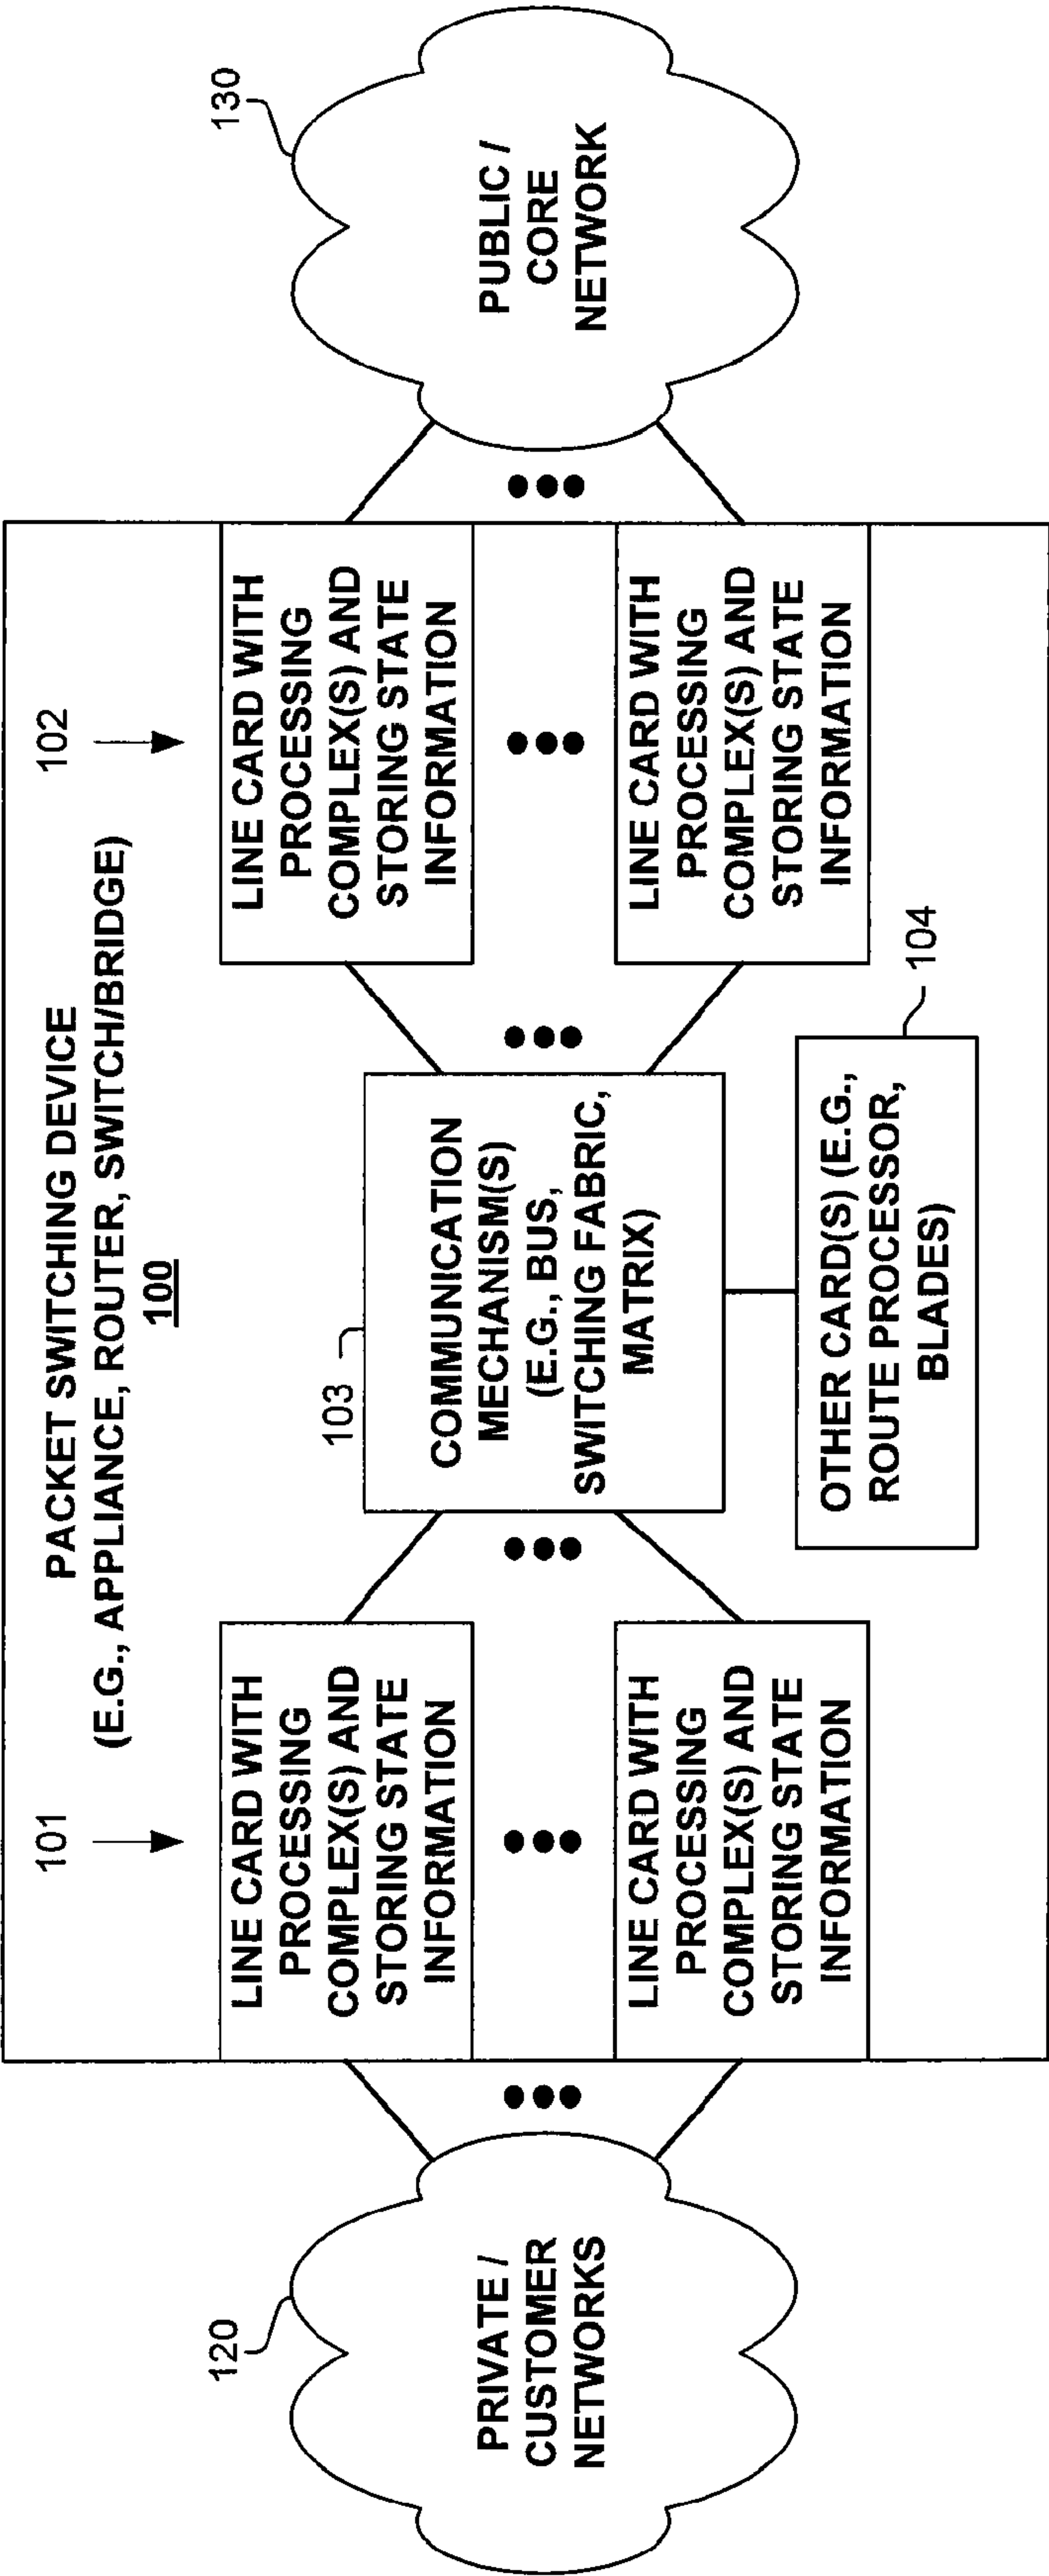 PACKET SWITCHING DEVICE
(E.G., APPLIANCE, ROUTER, SWITCH/BRIDGE)
100
101
102
120
PRIVATE /
CUSTOMER
NETWORKS
LINE CARD WITH
PROCESSING
COMPLEX(S) AND
STORING STATE
INFORMATION
LINE CARD WITH
PROCESSING
COMPLEX(S) AND
STORING STATE
INFORMATION
103
COMMUNICATION
MECHANISM(S)
(E.G., BUS,
SWITCHING FABRIC,
MATRIX)
OTHER CARD(S) (E.G.,
ROUTE PROCESSOR,
BLADES)
104
LINE CARD WITH
PROCESSING
COMPLEX(S) AND
STORING STATE
INFORMATION
LINE CARD WITH
PROCESSING
COMPLEX(S) AND
STORING STATE
INFORMATION
130
PUBLIC /
CORE
NETWORK